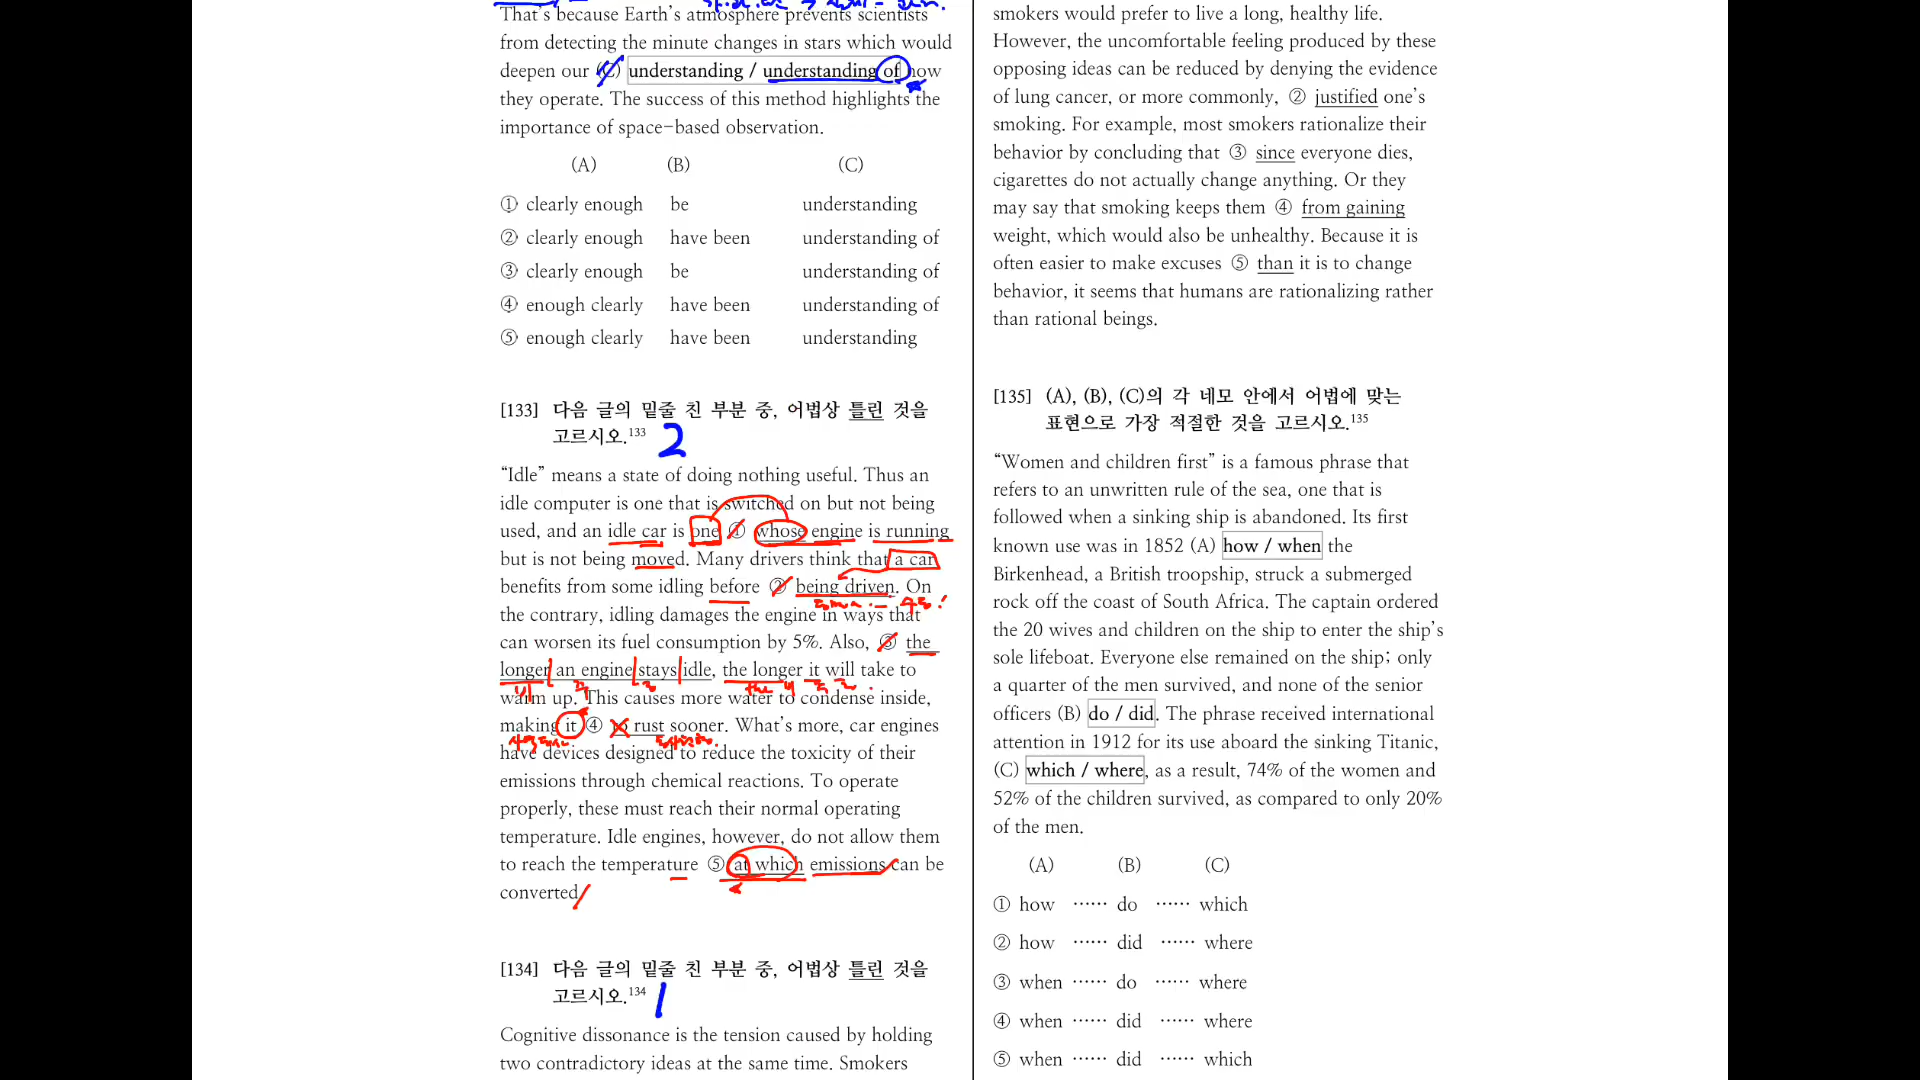 That's because Earth's atmosphere prevents scientists
from detecting the minute changes in stars which would
deepen our (C) understanding / understanding of how
they operate. The success of this method highlights the
importance of space-based observation.
(A) (B) (C)
① clearly enough be understanding
② clearly enough have been understanding of
③ clearly enough be understanding of
④ enough clearly have been understanding of
⑤ enough clearly have been understanding
[133] 다음 글의 밑줄 친 부분 중, 어법상 틀린 것을
고르시오.133 2
“Idle” means a state of doing nothing useful. Thus an
idle computer is one that is switched on but not being
used, and an idle car is one ① whose engine is running
but is not being moved. Many drivers think that a car
benefits from some idling before ② being driven. On
the contrary, idling damages the engine in ways that
can worsen its fuel consumption by 5%. Also, ③ the
longer an engine stays idle, the longer it will take to
warm up. This causes more water to condense inside,
making it ④ to rust sooner. What's more, car engines
have devices designed to reduce the toxicity of their
emissions through chemical reactions. To operate
properly, these must reach their normal operating
temperature. Idle engines, however, do not allow them
to reach the temperature ⑤ at which emissions can be
converted
[134] 다음 글의 밑줄 친 부분 중, 어법상 틀린 것을
고르시오.134 1
Cognitive dissonance is the tension caused by holding
two contradictory ideas at the same time. Smokers
smokers would prefer to live a long, healthy life.
However, the uncomfortable feeling produced by these
opposing ideas can be reduced by denying the evidence
of lung cancer, or more commonly, ② justified one's
smoking. For example, most smokers rationalize their
behavior by concluding that ③ since everyone dies,
cigarettes do not actually change anything. Or they
may say that smoking keeps them ④ from gaining
weight, which would also be unhealthy. Because it is
often easier to make excuses ⑤ than it is to change
behavior, it seems that humans are rationalizing rather
than rational beings.
[135] (A), (B), (C)의 각 네모 안에서 어법에 맞는
표현으로 가장 적절한 것을 고르시오.135
“Women and children first” is a famous phrase that
refers to an unwritten rule of the sea, one that is
followed when a sinking ship is abandoned. Its first
known use was in 1852 (A) how / when the
Birkenhead, a British troopship, struck a submerged
rock off the coast of South Africa. The captain ordered
the 20 wives and children on the ship to enter the ship's
sole lifeboat. Everyone else remained on the ship; only
a quarter of the men survived, and none of the senior
officers (B) do / did. The phrase received international
attention in 1912 for its use aboard the sinking Titanic,
(C) which / where, as a result, 74% of the women and
52% of the children survived, as compared to only 20%
of the men.
(A) (B) (C)
① how ⋯⋯ do ⋯⋯ which
② how ⋯⋯ did ⋯⋯ where
③ when ⋯⋯ do ⋯⋯ where
④ when ⋯⋯ did ⋯⋯ where
⑤ when ⋯⋯ did ⋯⋯ which